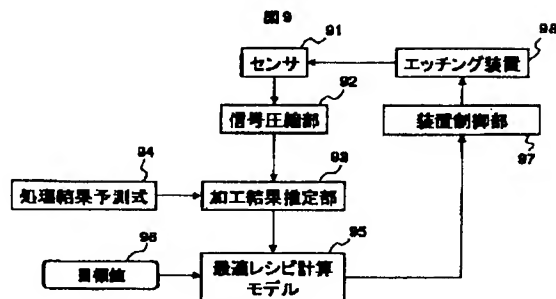 図9
91
センサ
98
エッチング装置
92
信号圧縮部
装置制御部
97
94
処理結果予測式
93
加工結果推定部
96
目標値
95
最適レシピ計算
モデル